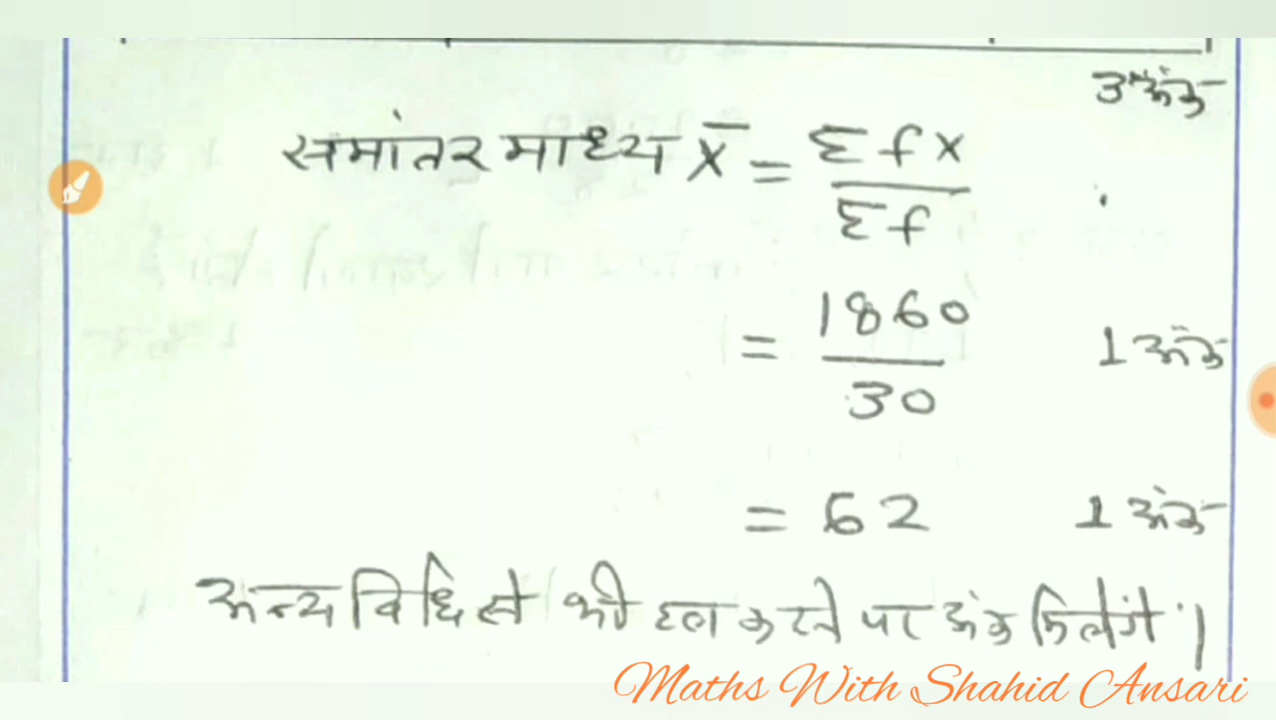 3 अंक
समांतर माध्य x̄ = Σfx / Σf
= 1860 / 30 1 अंक
= 62 1 अंक
अन्य विधि से भी हल करने पर अंक मिलेंगे।
Maths With Shahid Ansari